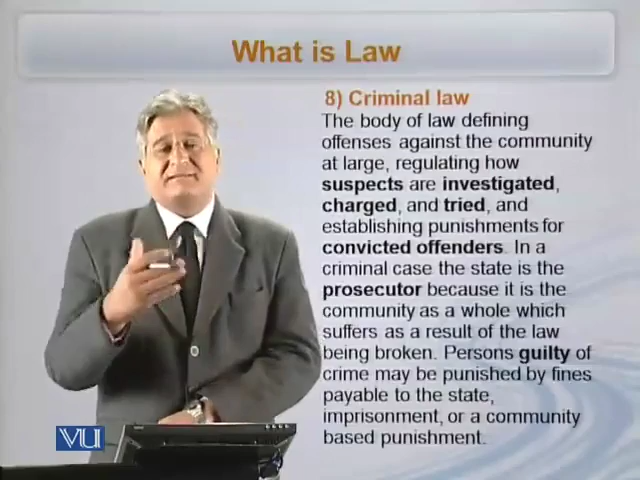 What is Law
8) Criminal law
The body of law defining
offenses against the community
at large, regulating how
suspects are investigated,
charged, and tried, and
establishing punishments for
convicted offenders. In a
criminal case the state is the
prosecutor because it is the
community as a whole which
suffers as a result of the law
being broken. Persons guilty of
crime may be punished by fines
payable to the state,
imprisonment, or a community
based punishment.
VU